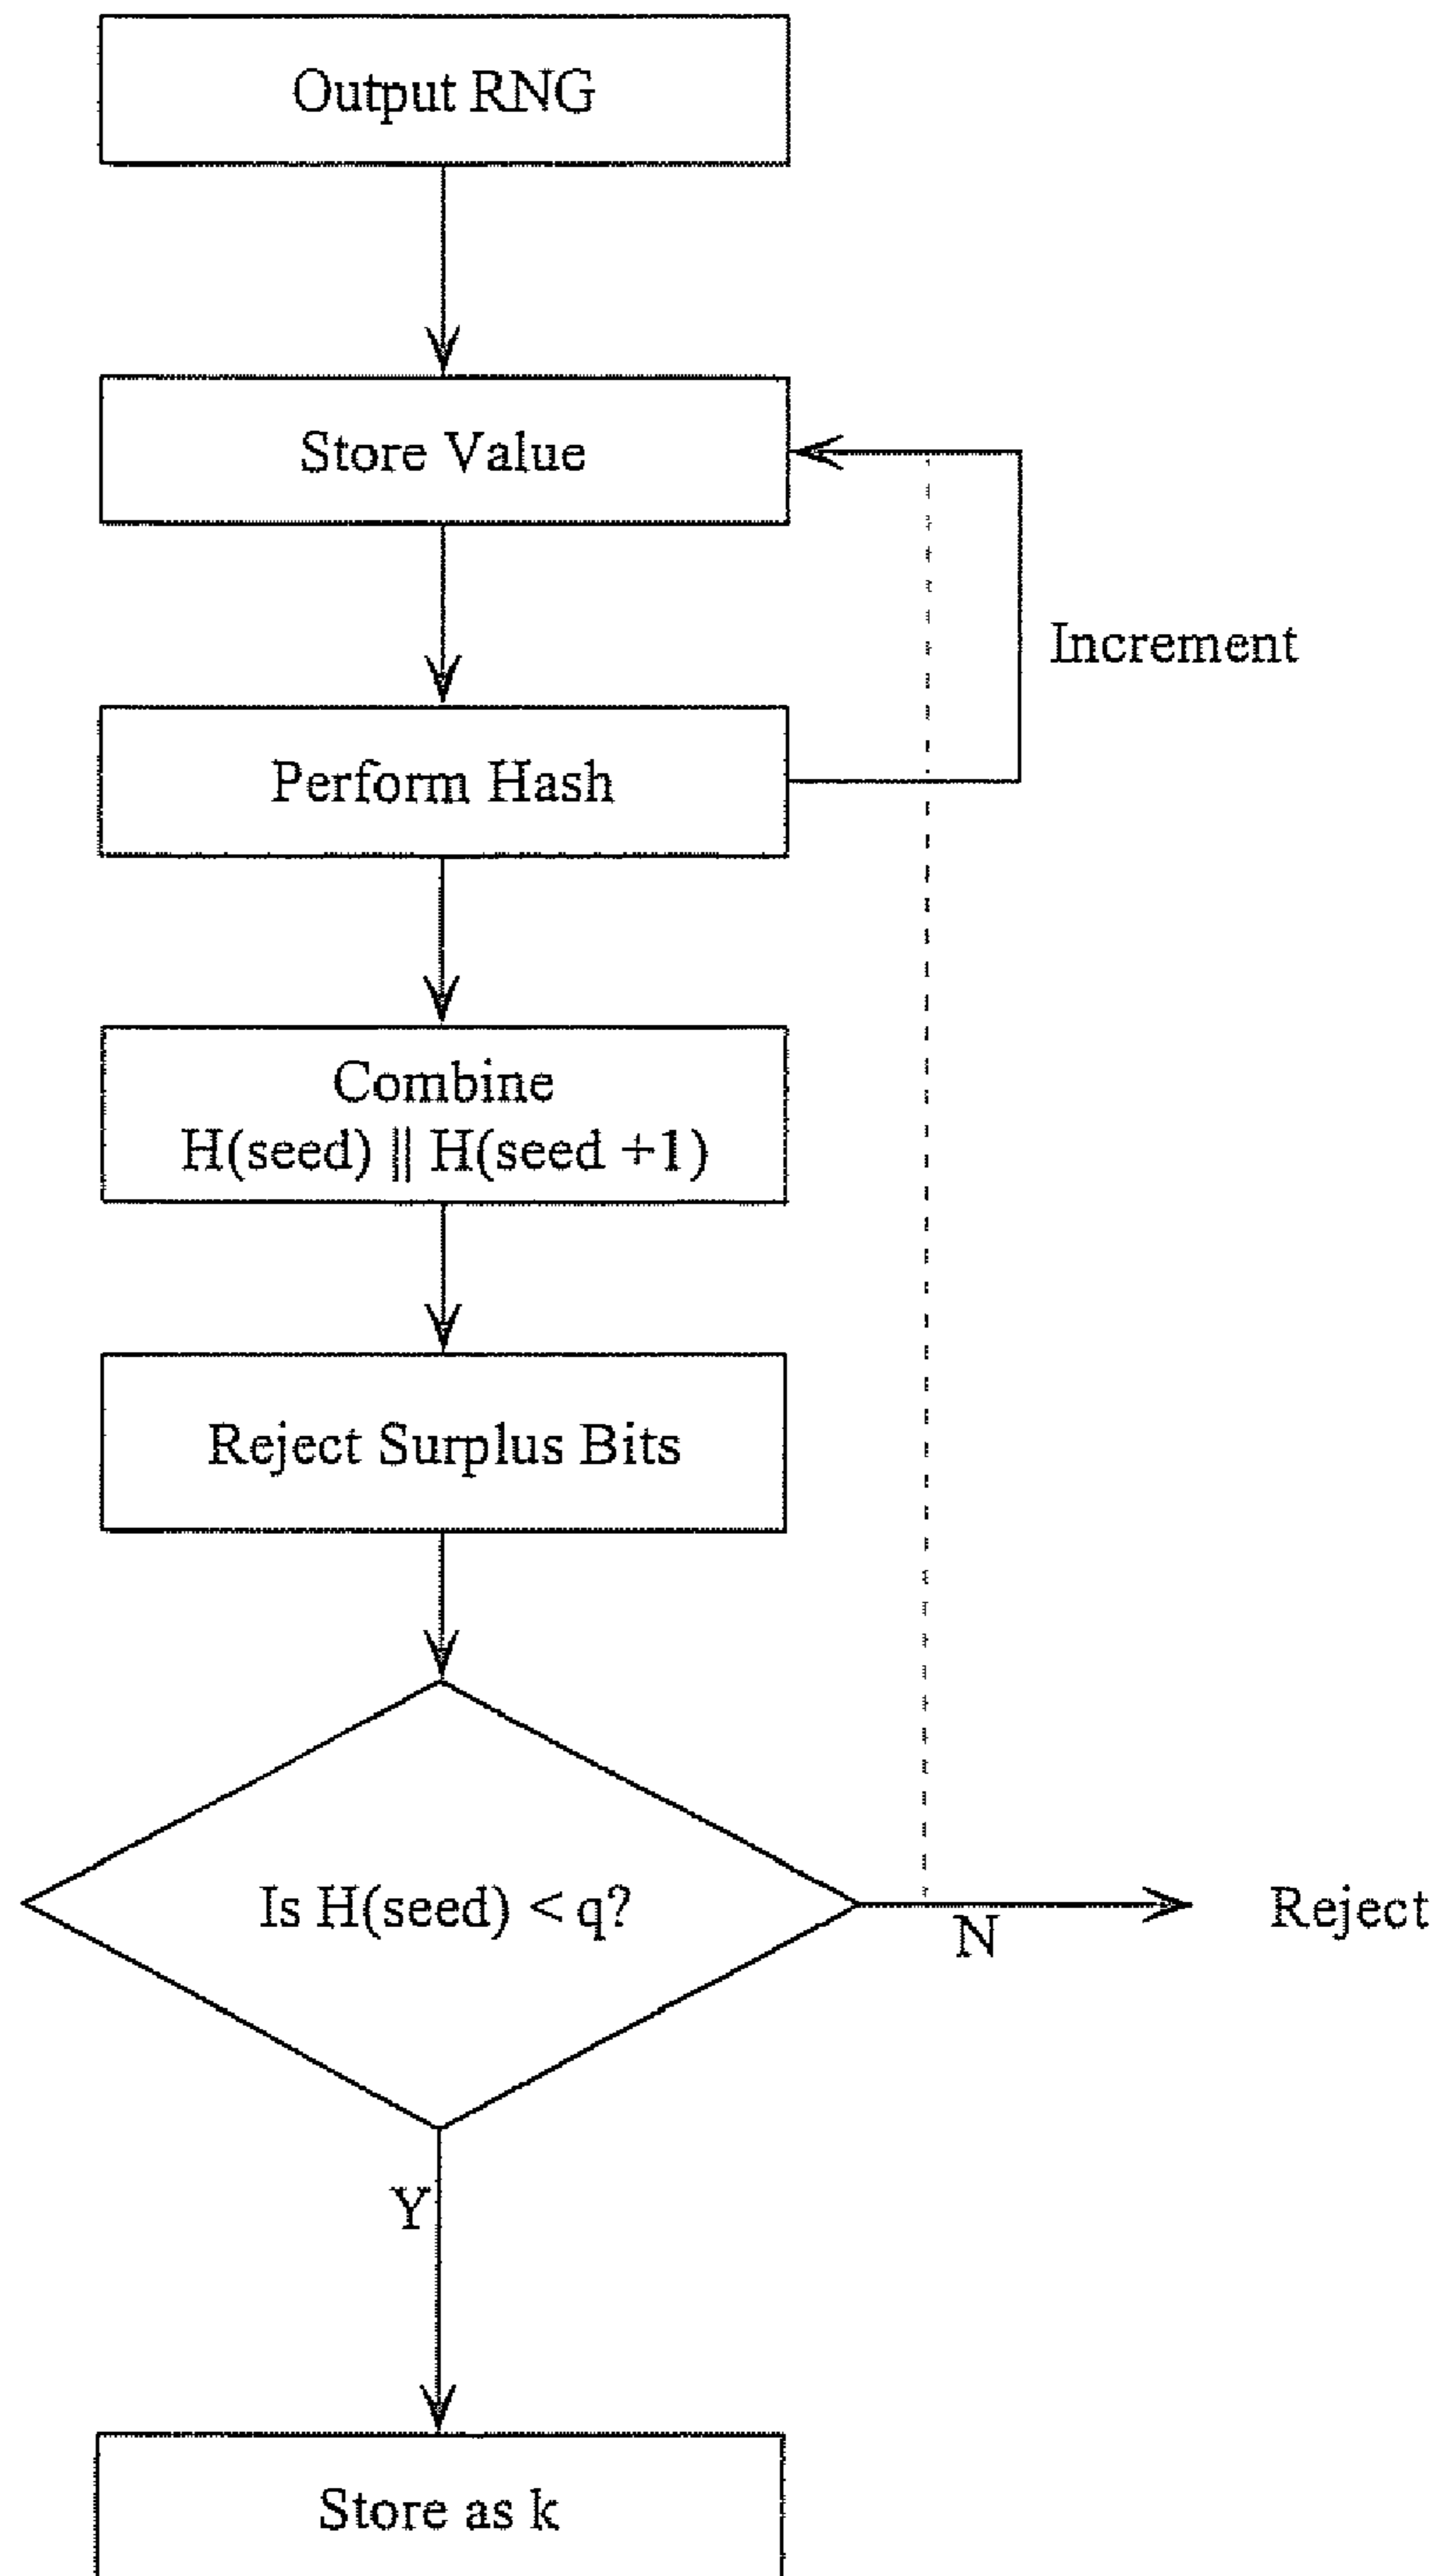 Output RNG
Store Value
Increment
Perform Hash
Combine
H(seed) || H(seed +1)
Reject Surplus Bits
Is H(seed) < q?
Reject
N
Y
Store as k